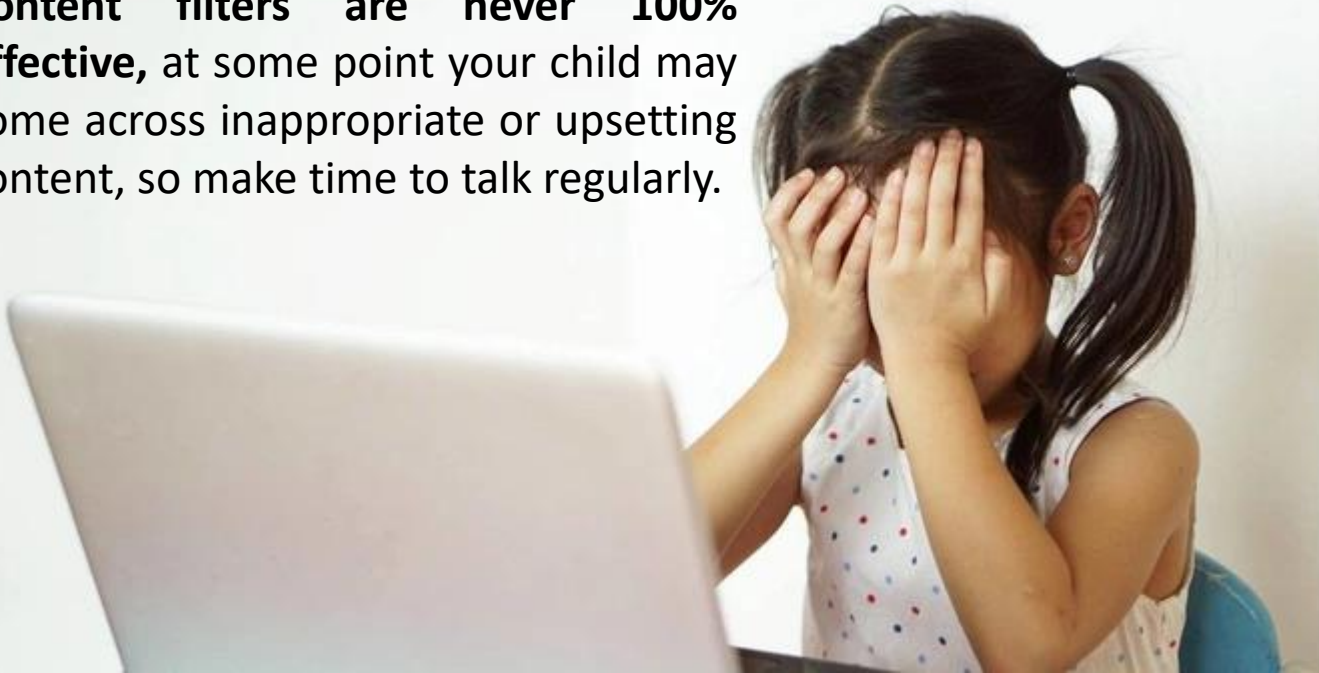 ontent filters are never 100%
ffective, at some point your child may
ome across inappropriate or upsetting
ontent, so make time to talk regularly.